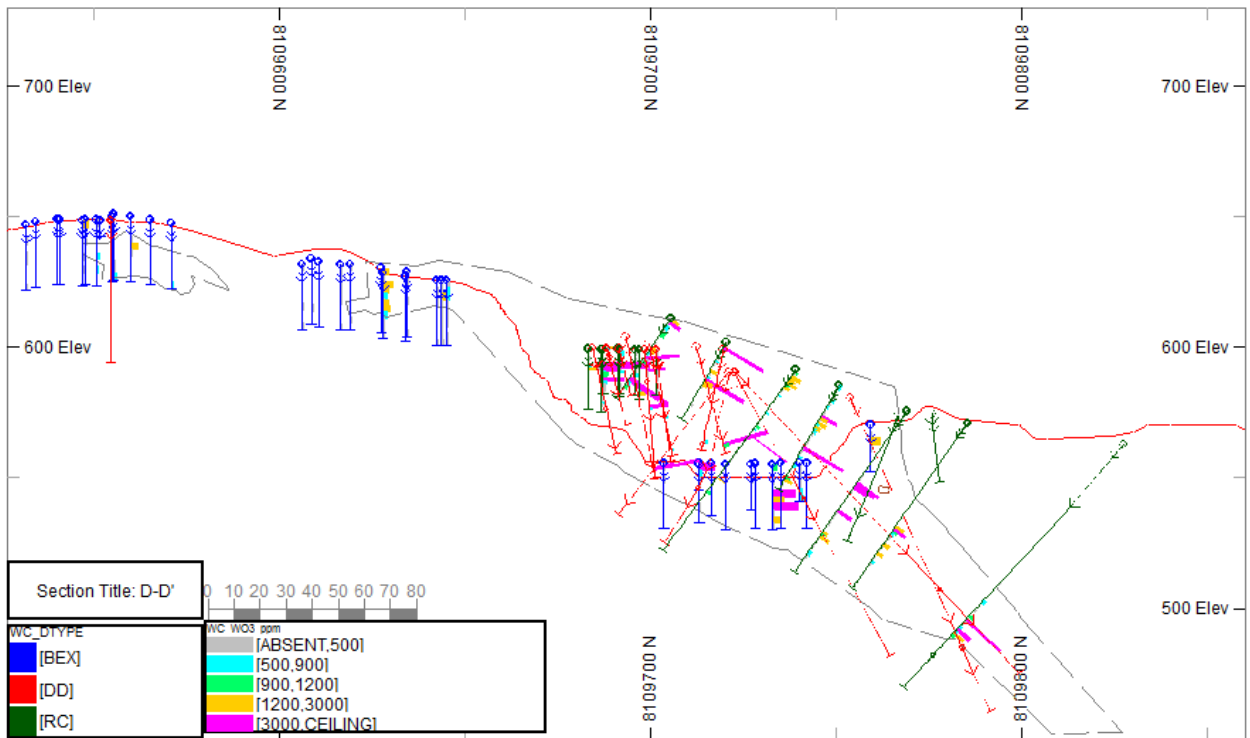 8109600 N
8109700 N
8109800 N
700 Elev
700 Elev
600 Elev
600 Elev
500 Elev
Section Title: D-D'
0 10 20 30 40 50 60 70 80
WC_DTYPE
[BEX]
[DD]
[RC]
WC_WO3_ppm
[ABSENT,500]
[500,900]
[900,1200]
[1200,3000]
[3000,CEILING]
8109700 N
8109800 N